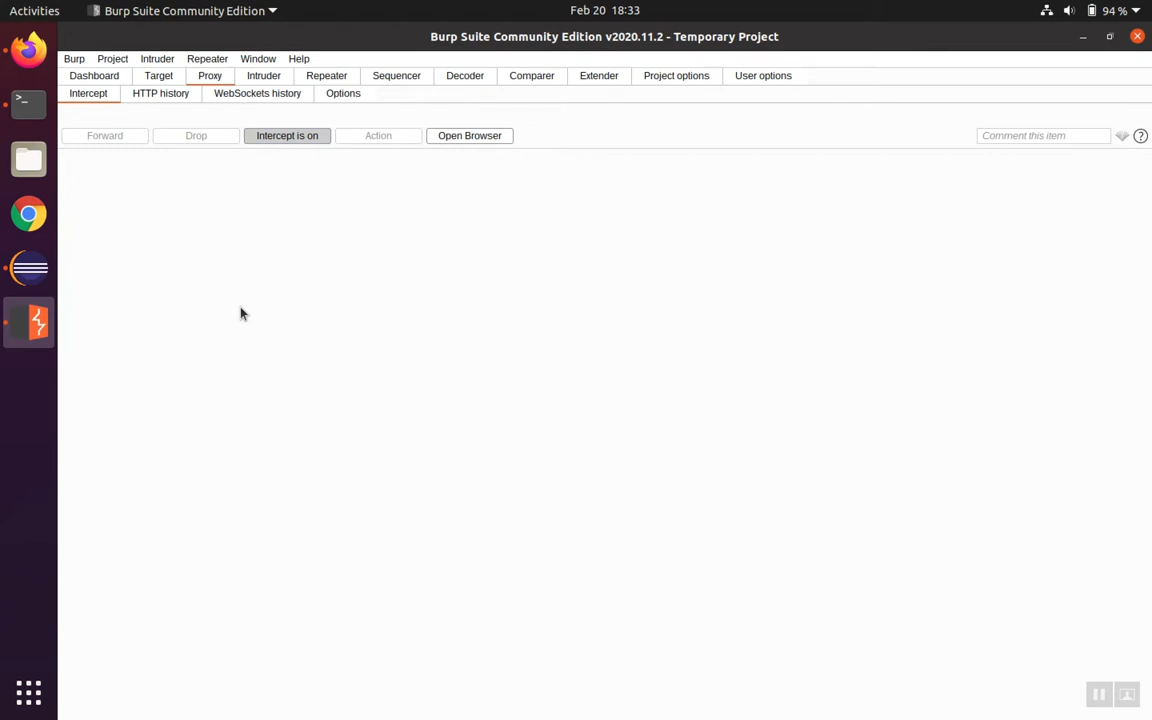 Activities Burp Suite Community Edition Feb 20 18:33 94 %
Burp Suite Community Edition v2020.11.2 - Temporary Project
Burp Project Intruder Repeater Window Help
Dashboard Target Proxy Intruder Repeater Sequencer Decoder Comparer Extender Project options User options
Intercept HTTP history WebSockets history Options
Forward Drop Intercept is on Action Open Browser Comment this item ?
>_